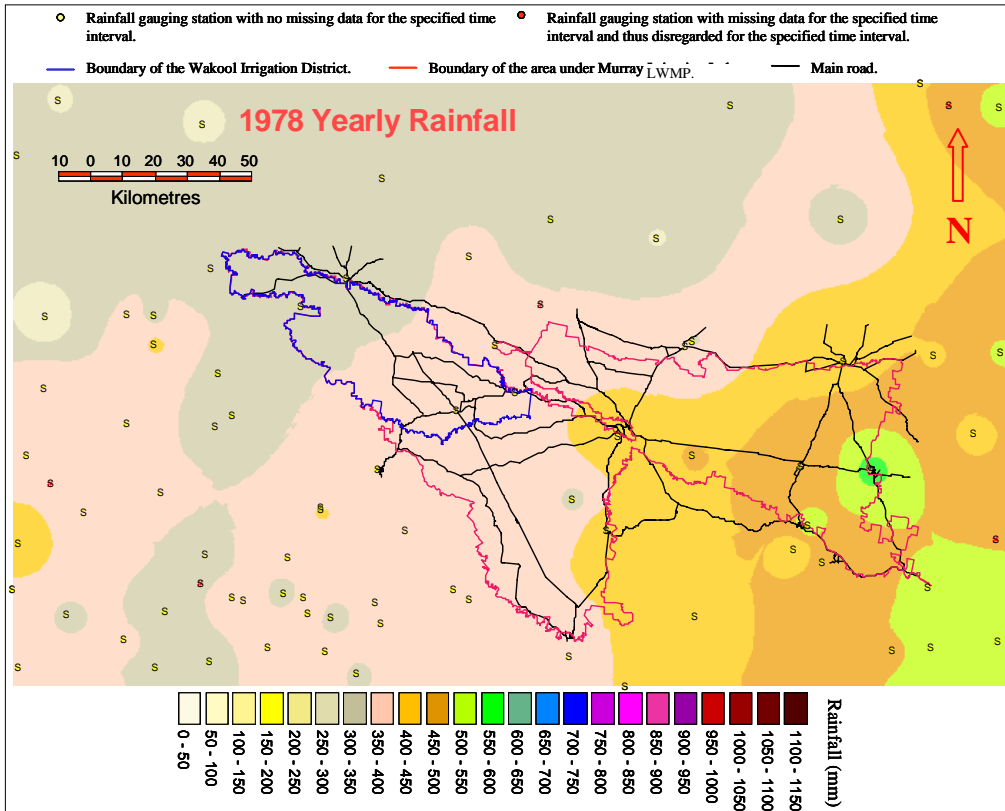 Rainfall gauging station with no missing data for the specified time
interval.
Rainfall gauging station with missing data for the specified time
interval and thus disregarded for the specified time interval.
Boundary of the Wakool Irrigation District.
Boundary of the area under Murray LWMP.
Main road.
1978 Yearly Rainfall
10 0 10 20 30 40 50
Kilometres
N
0 - 50
50 - 100
100 - 150
150 - 200
200 - 250
250 - 300
300 - 350
350 - 400
400 - 450
450 - 500
500 - 550
550 - 600
600 - 650
650 - 700
700 - 750
750 - 800
800 - 850
850 - 900
900 - 950
950 - 1000
1000 - 1050
1050 - 1100
1100 - 1150
Rainfall (mm)